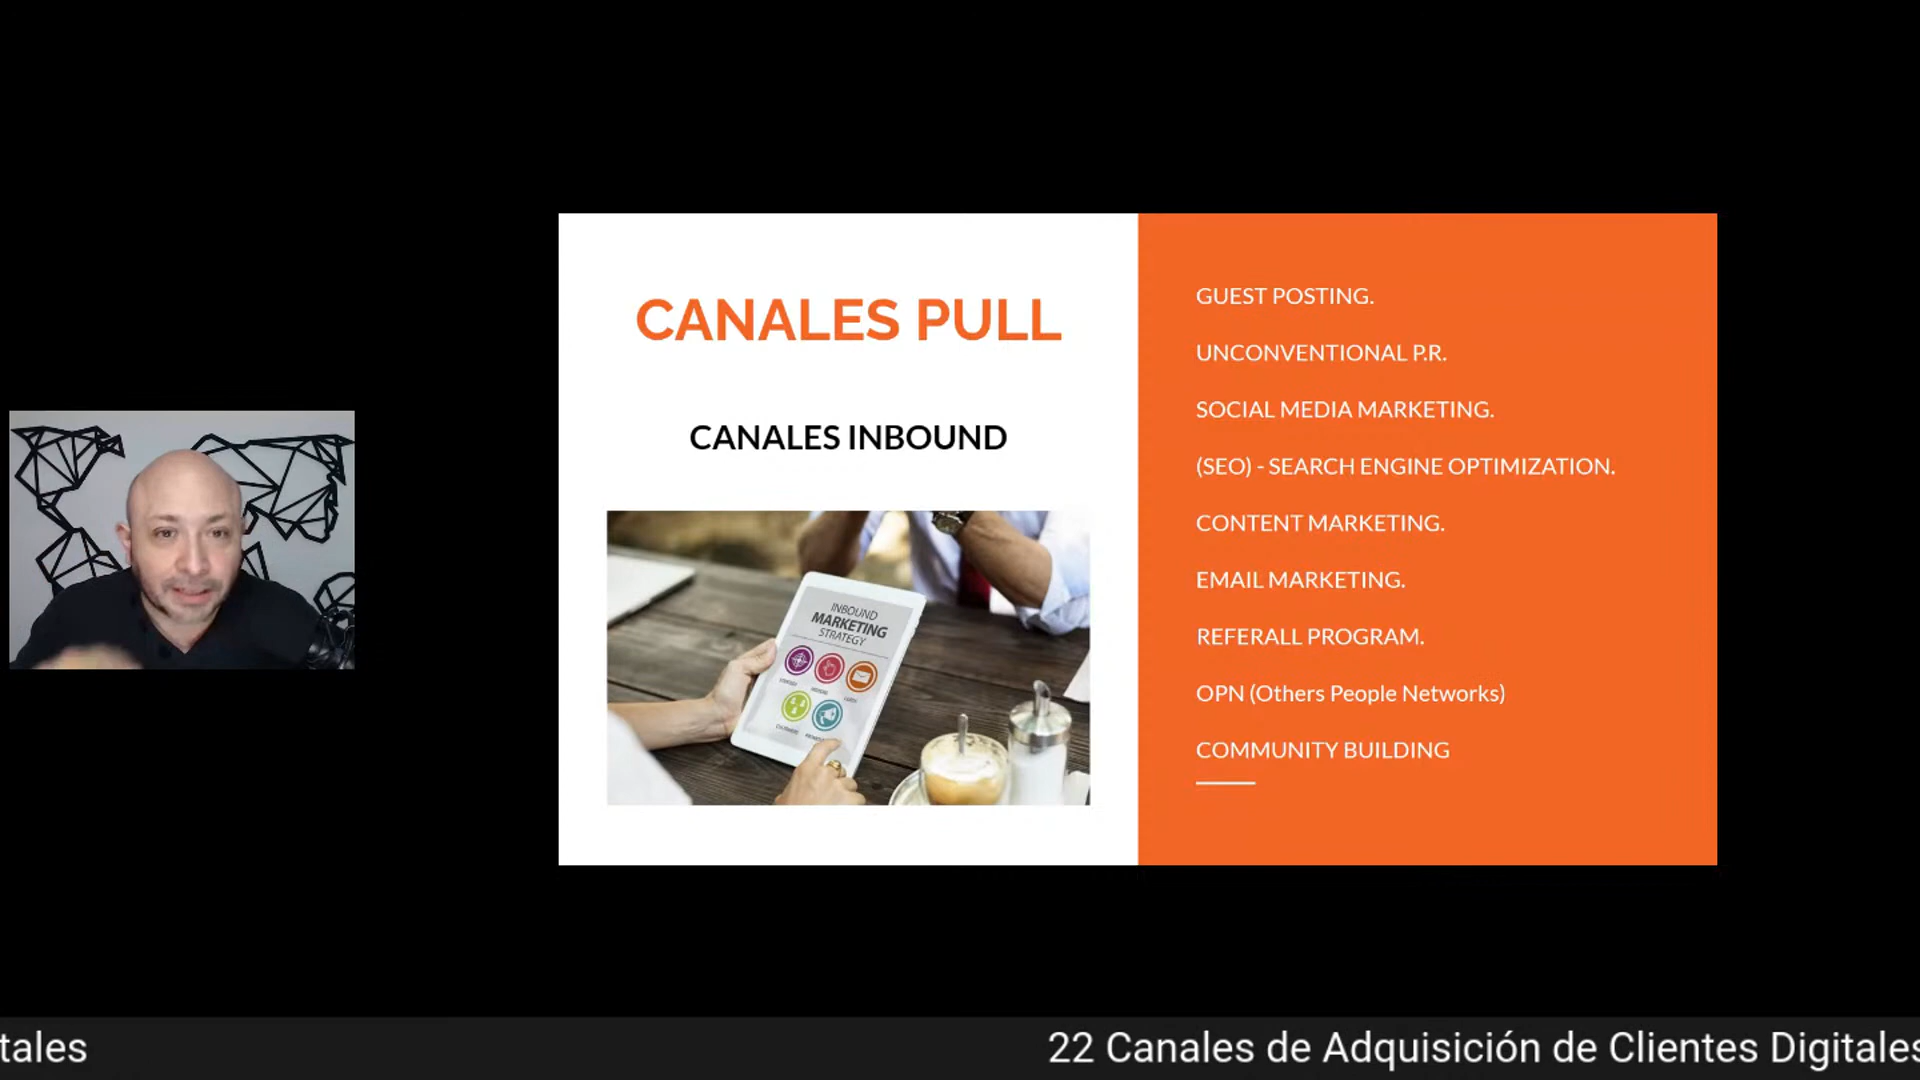 CANALES PULL
CANALES INBOUND
INBOUND
MARKETING
STRATEGY
GUEST POSTING.
UNCONVENTIONAL P.R.
SOCIAL MEDIA MARKETING.
(SEO) - SEARCH ENGINE OPTIMIZATION.
CONTENT MARKETING.
EMAIL MARKETING.
REFERALL PROGRAM.
OPN (Others People Networks)
COMMUNITY BUILDING
tales
22 Canales de Adquisición de Clientes Digitales